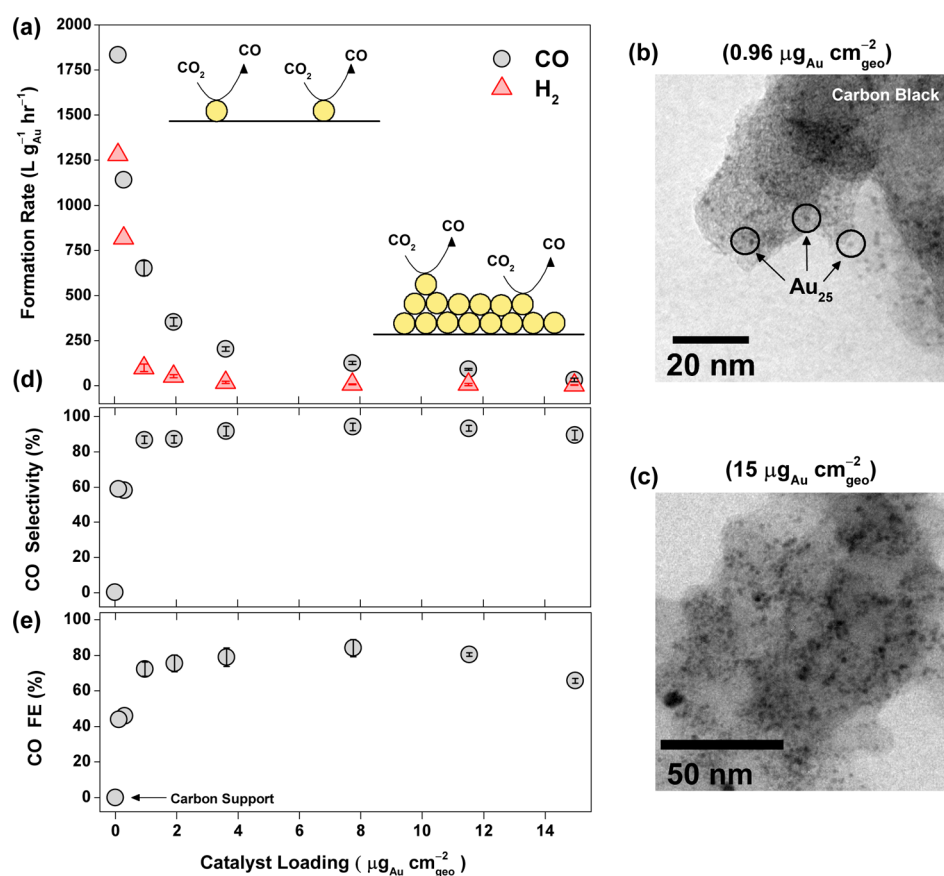 (a)
2000
1750
1500
1250
1000
750
500
250
0
Formation Rate (L g⁻¹Au hr⁻¹)
CO₂ CO CO₂ CO
CO
H₂
CO₂ CO CO₂ CO
(b)
(0.96 μgAu cm⁻²geo)
Carbon Black
Au₂₅
20 nm
(d)
100
80
60
40
20
0
CO Selectivity (%)
(c)
(15 μgAu cm⁻²geo)
50 nm
(e)
100
80
60
40
20
0
CO FE (%)
Carbon Support
0 2 4 6 8 10 12 14
Catalyst Loading ( μgAu cm⁻²geo)